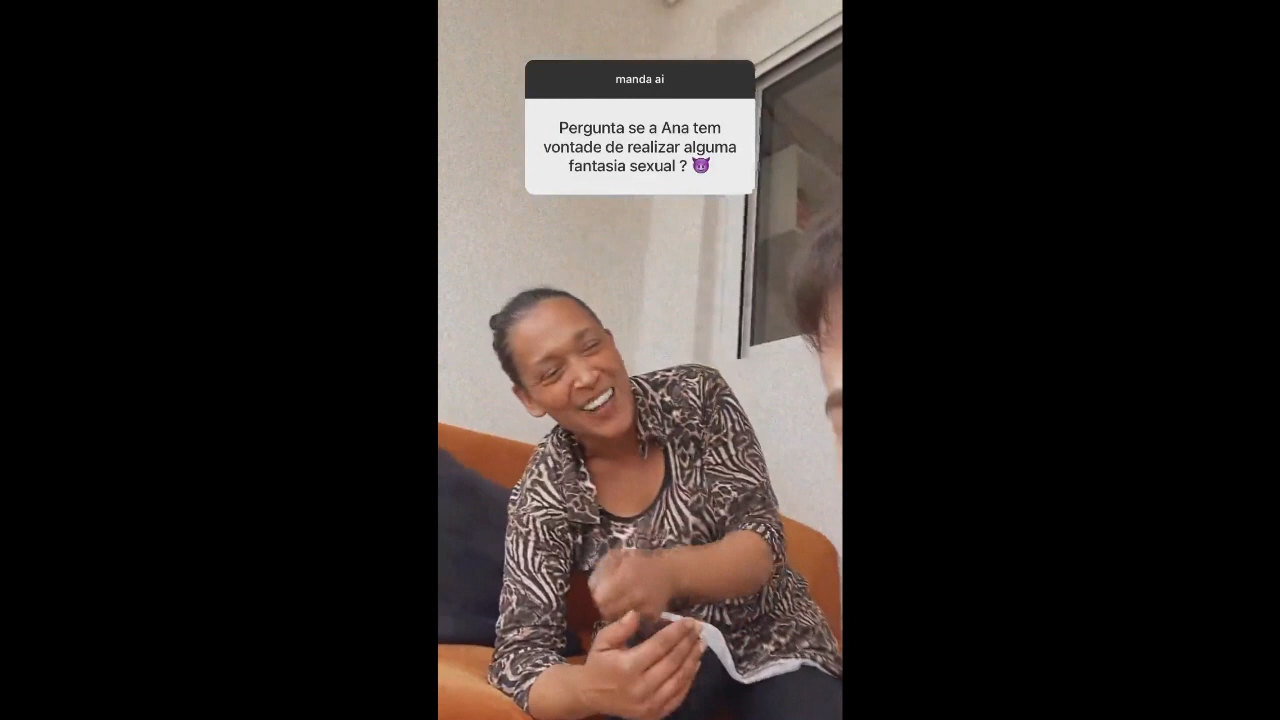 manda ai
Pergunta se a Ana tem
vontade de realizar alguma
fantasia sexual ? 😈